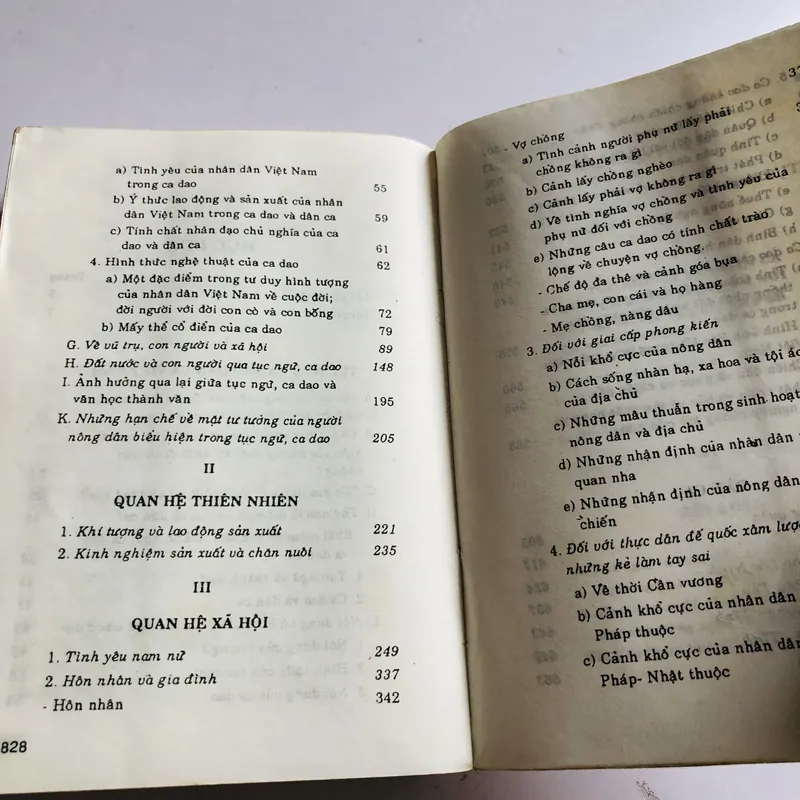 a) Tình yêu của nhân dân Việt Nam
trong ca dao 55
b) Ý thức lao động và sản xuất của nhân
dân Việt Nam trong ca dao và dân ca 59
c) Tính chất nhân đạo chủ nghĩa của ca
dao và dân ca 61
4. Hình thức nghệ thuật của ca dao 62
a) Một đặc điểm trong tư duy hình tượng
của nhân dân Việt Nam về cuộc đời;
đời người với đời con cò và con bống 72
b) Mấy thể cổ điển của ca dao 79
G. Về vũ trụ, con người và xã hội 89
H. Đất nước và con người qua tục ngữ, ca dao 148
I. Ảnh hưởng qua lại giữa tục ngữ, ca dao và
văn học thành văn 195
K. Những hạn chế về mặt tư tưởng của người
nông dân biểu hiện trong tục ngữ, ca dao 205
II
QUAN HỆ THIÊN NHIÊN
1. Khí tượng và lao động sản xuất 221
2. Kinh nghiệm sản xuất và chăn nuôi 235
III
QUAN HỆ XÃ HỘI
1. Tình yêu nam nữ 249
2. Hôn nhân và gia đình 337
- Hôn nhân 342
828
- Vợ chồng
a) Tình cảnh người phụ nữ lấy phải
chồng không ra gì
b) Cảnh lấy chồng nghèo
c) Cảnh lấy phải vợ không ra gì
d) Về tình nghĩa vợ chồng và tình yêu của
phụ nữ đối với chồng
e) Những câu ca dao có tính chất trào
lộng về chuyện vợ chồng.
- Chế độ đa thê và cảnh góa bụa
- Cha mẹ, con cái và họ hàng
- Mẹ chồng, nàng dâu
3. Đối với giai cấp phong kiến
a) Nỗi khổ cực của nông dân
b) Cách sống nhàn hạ, xa hoa và tội ác
của địa chủ
c) Những mâu thuẫn trong sinh hoạt
nông dân và địa chủ
d) Những nhận định của nhân dân
quan nha
e) Những nhận định của nông dân
chiến
4. Đối với thực dân đế quốc xâm lược
những kẻ làm tay sai
a) Về thời Cần vương
b) Cảnh khổ cực của nhân dân
Pháp thuộc
c) Cảnh khổ cực của nhân dân
Pháp- Nhật thuộc